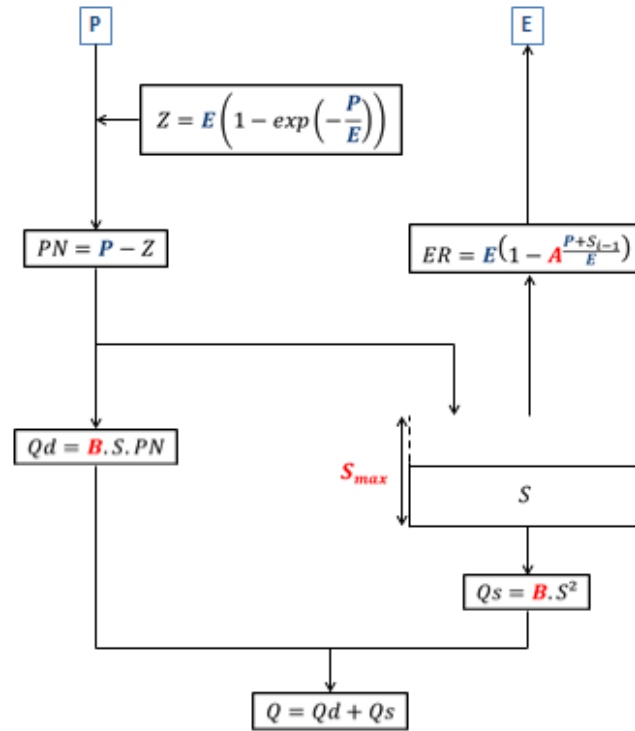 P
E
Z = E(1 − exp(−P/E))
PN = P − Z
ER = E(1 − A^((P+S_{i−1})/E))
Qd = B.S.PN
S_max
S
Qs = B.S²
Q = Qd + Qs